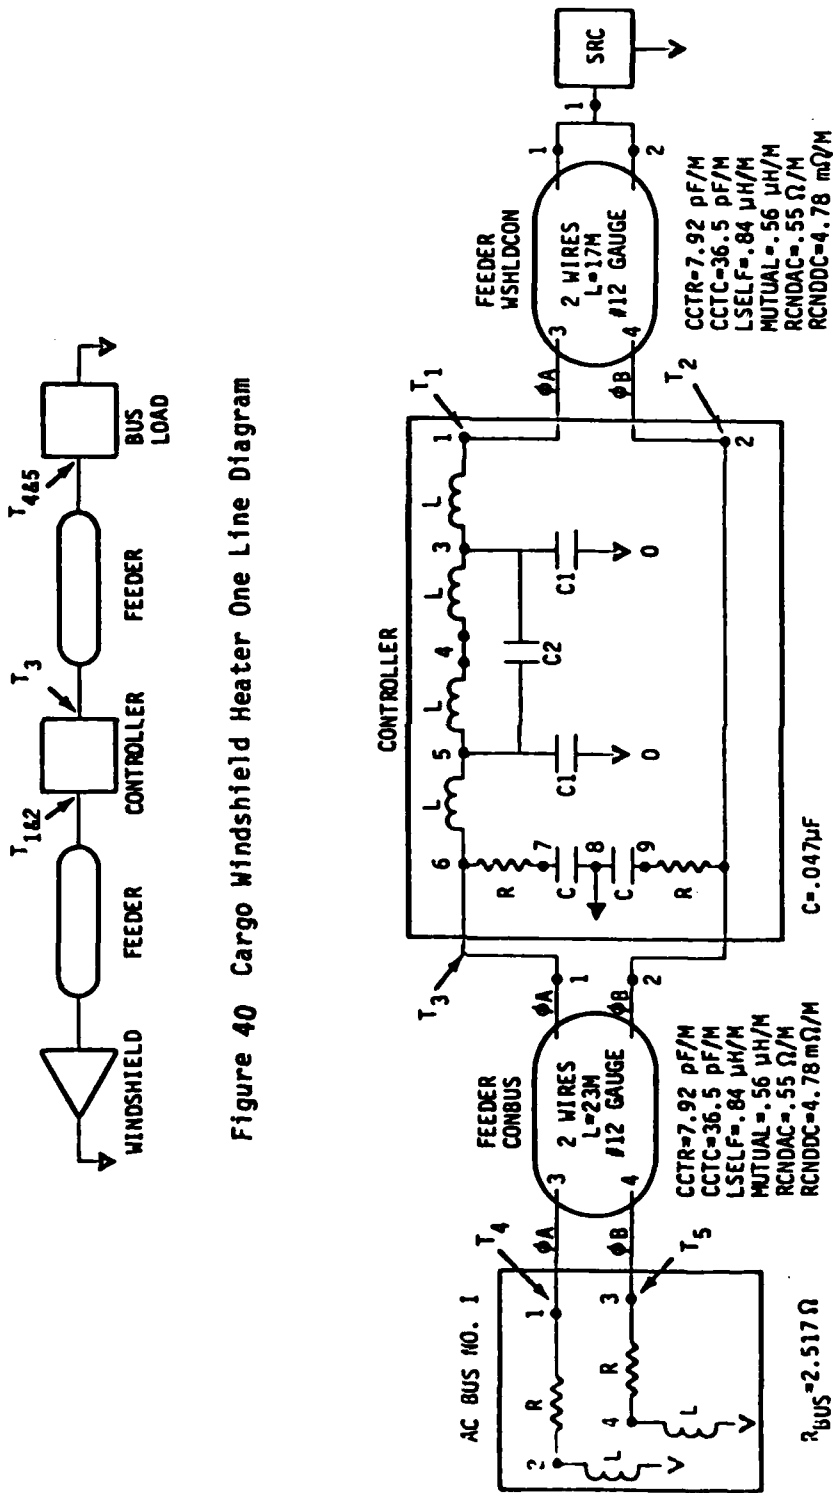 T1&2
T3
T4&5
WINDSHIELD
FEEDER
CONTROLLER
FEEDER
BUS
LOAD
Figure 40 Cargo Windshield Heater One Line Diagram
AC BUS NO. 1
1
R
2
L
3
R
4
L
RBUS=2.517Ω
T4
T5
ϕA
ϕB
FEEDER
CONBUS
3
4
2 WIRES
L=23M
#12 GAUGE
ϕA
ϕB
1
2
CCTR=7.92 pF/M
CCTC=36.5 pF/M
LSELF=.84 μH/M
MUTUAL=.56 μH/M
RCNDAC=.55 Ω/M
RCNDDC=4.78 mΩ/M
T3
CONTROLLER
6
L
5
L
4
L
3
L
1
R
7
C
8
C
9
R
C1
0
C2
C1
0
2
C=.047μF
T1
T2
ϕA
ϕB
FEEDER
WSHLDCON
3
4
2 WIRES
L=17M
#12 GAUGE
1
2
1
SRC
CCTR=7.92 pF/M
CCTC=36.5 pF/M
LSELF=.84 μH/M
MUTUAL=.56 μH/M
RCNDAC=.55 Ω/M
RCNDDC=4.78 mΩ/M